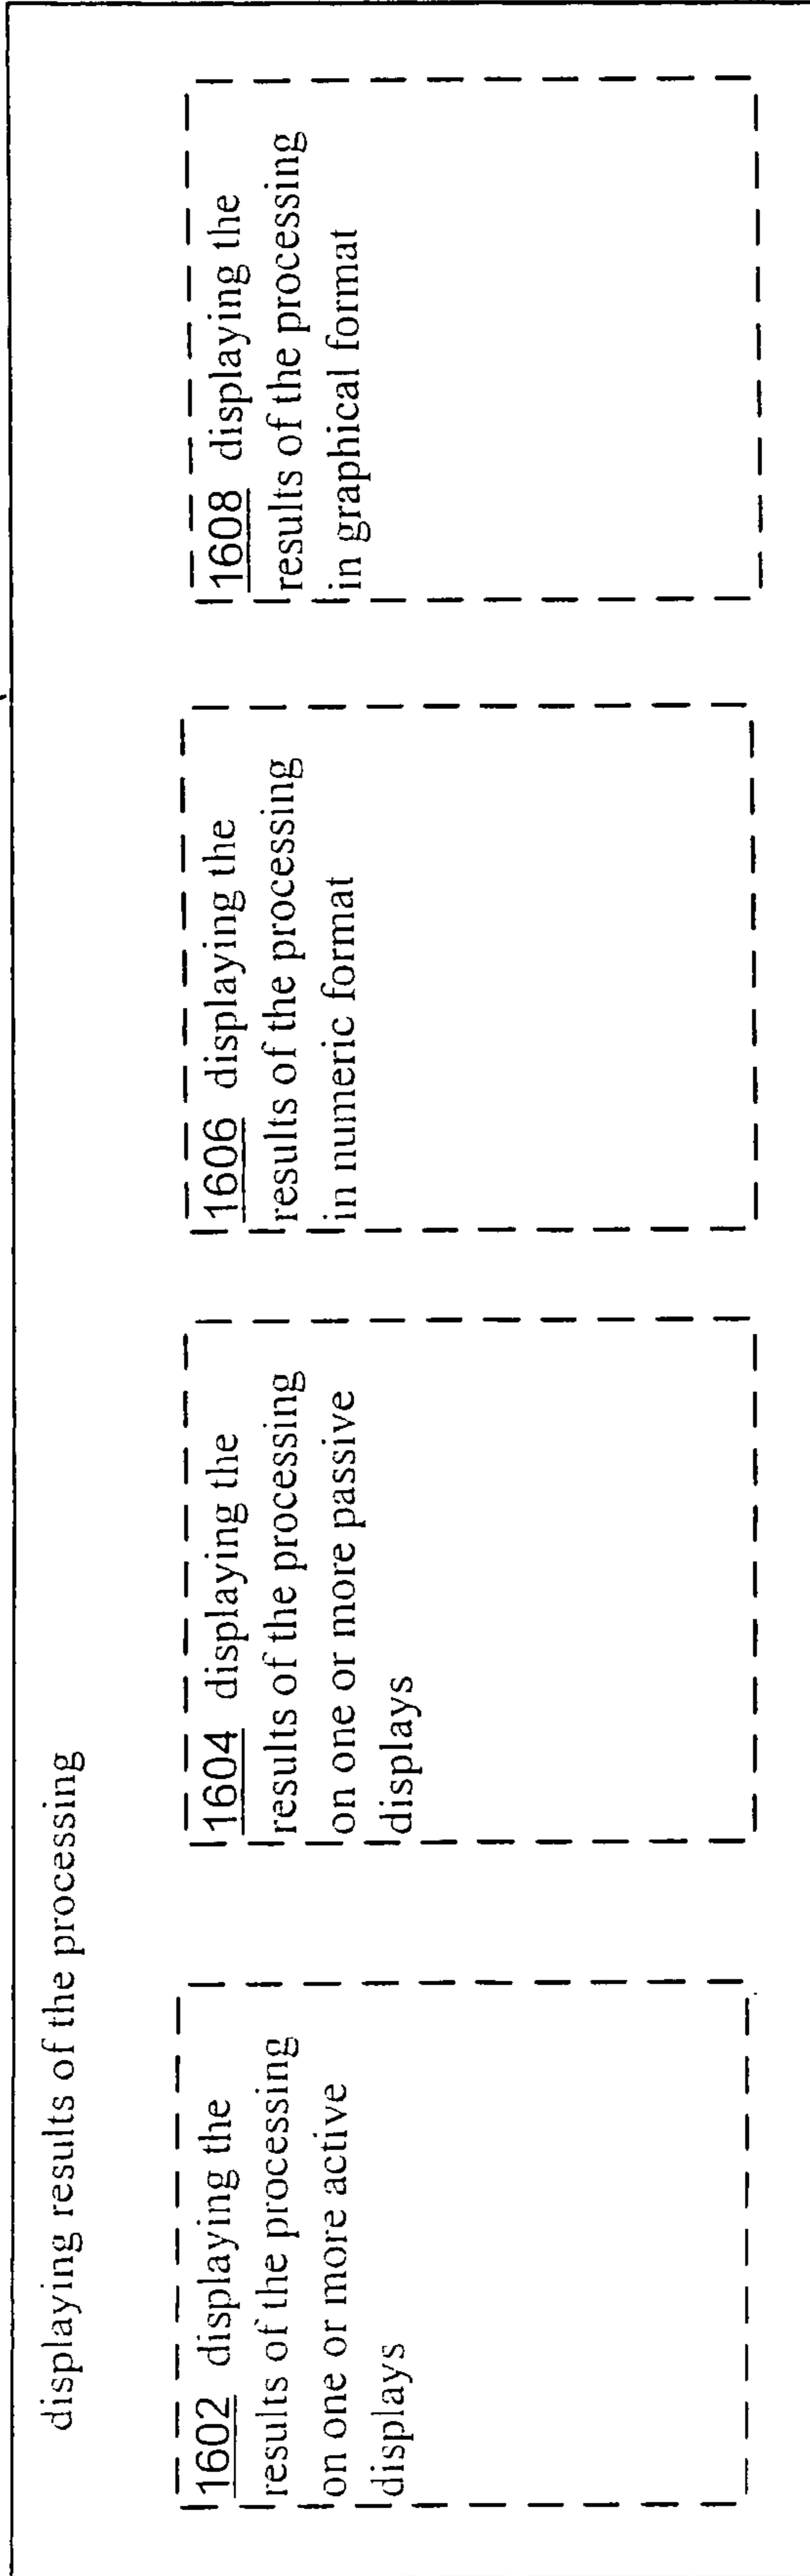 displaying results of the processing
1602 displaying the
results of the processing
on one or more active
displays
1604 displaying the
results of the processing
on one or more passive
displays
1606 displaying the
results of the processing
in numeric format
1608 displaying the
results of the processing
in graphical format